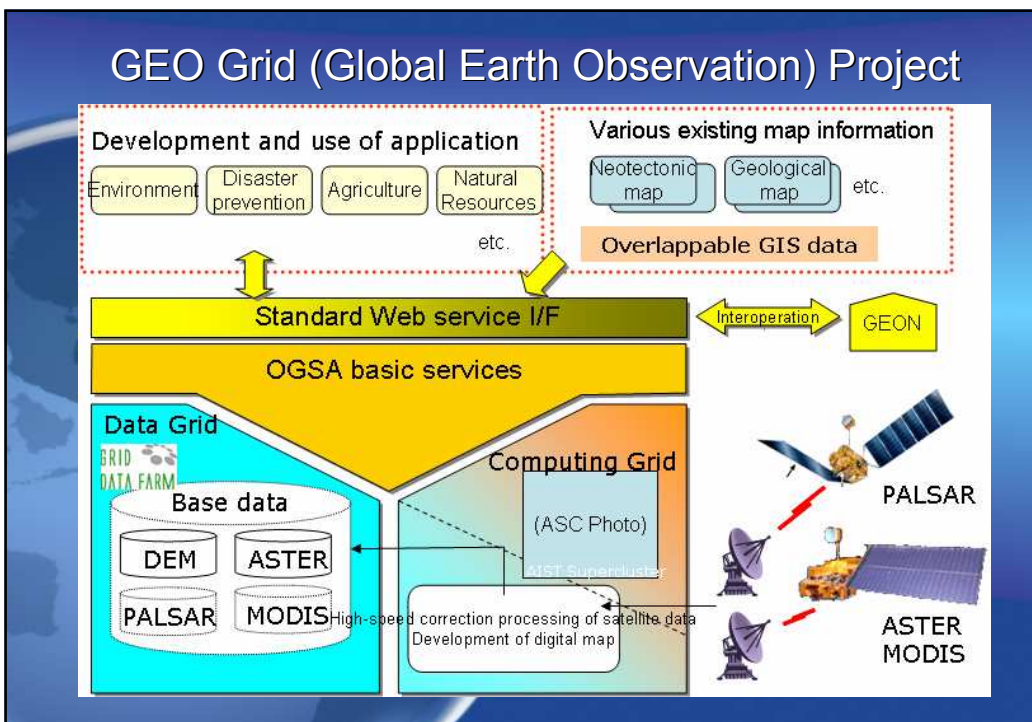 GEO Grid (Global Earth Observation) Project
Development and use of application
Environment
Disaster
prevention
Agriculture
Natural
Resources
etc.
Various existing map information
Neotectonic
map
Geological
map
etc.
Overlappable GIS data
Standard Web service I/F
Interoperation
GEON
OGSA basic services
Data Grid
GRID
DATA FARM
Base data
DEM
ASTER
PALSAR
MODIS
Computing Grid
(ASC Photo)
AIST Supercluster
High-speed correction processing of satellite data
Development of digital map
PALSAR
ASTER
MODIS